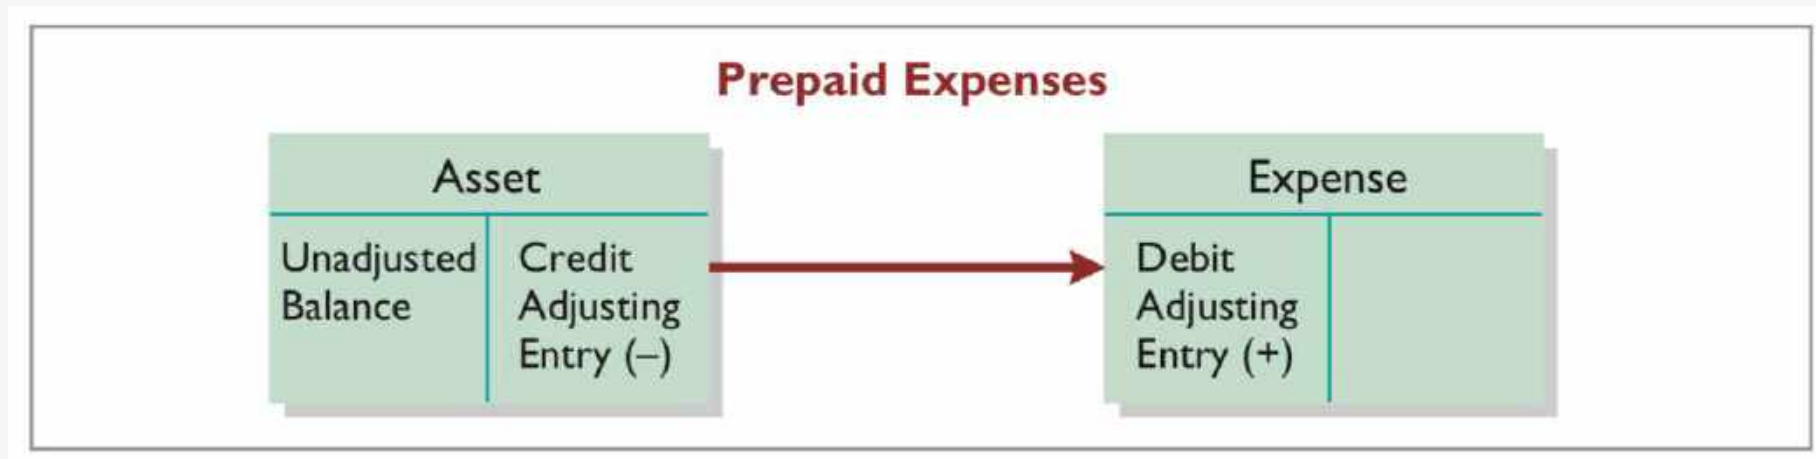 Prepaid Expenses
Asset
Unadjusted
Balance
Credit
Adjusting
Entry (–)
Expense
Debit
Adjusting
Entry (+)